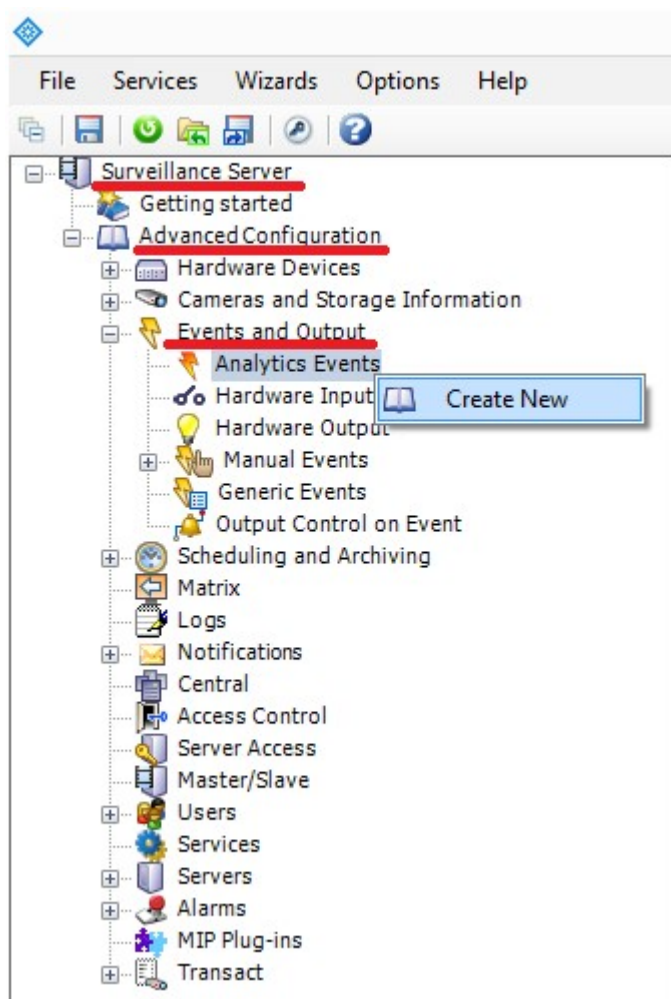 File Services Wizards Options Help
Surveillance Server
Getting started
Advanced Configuration
Hardware Devices
Cameras and Storage Information
Events and Output
Analytics Events
Hardware Input
Create New
Hardware Output
Manual Events
Generic Events
Output Control on Event
Scheduling and Archiving
Matrix
Logs
Notifications
Central
Access Control
Server Access
Master/Slave
Users
Services
Servers
Alarms
MIP Plug-ins
Transact